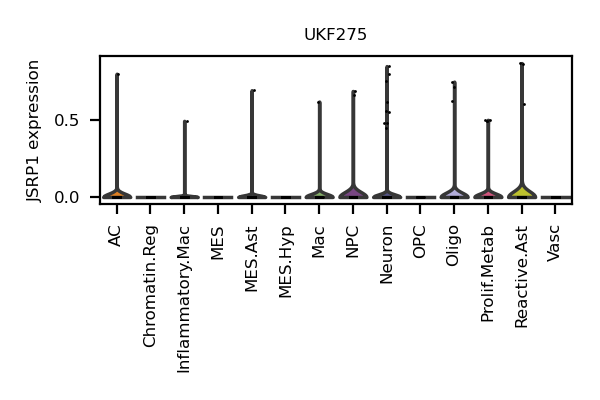 UKF275
JSRP1 expression
0.5
0.0
AC
Chromatin.Reg
Inflammatory.Mac
MES
MES.Ast
MES.Hyp
Mac
NPC
Neuron
OPC
Oligo
Prolif.Metab
Reactive.Ast
Vasc